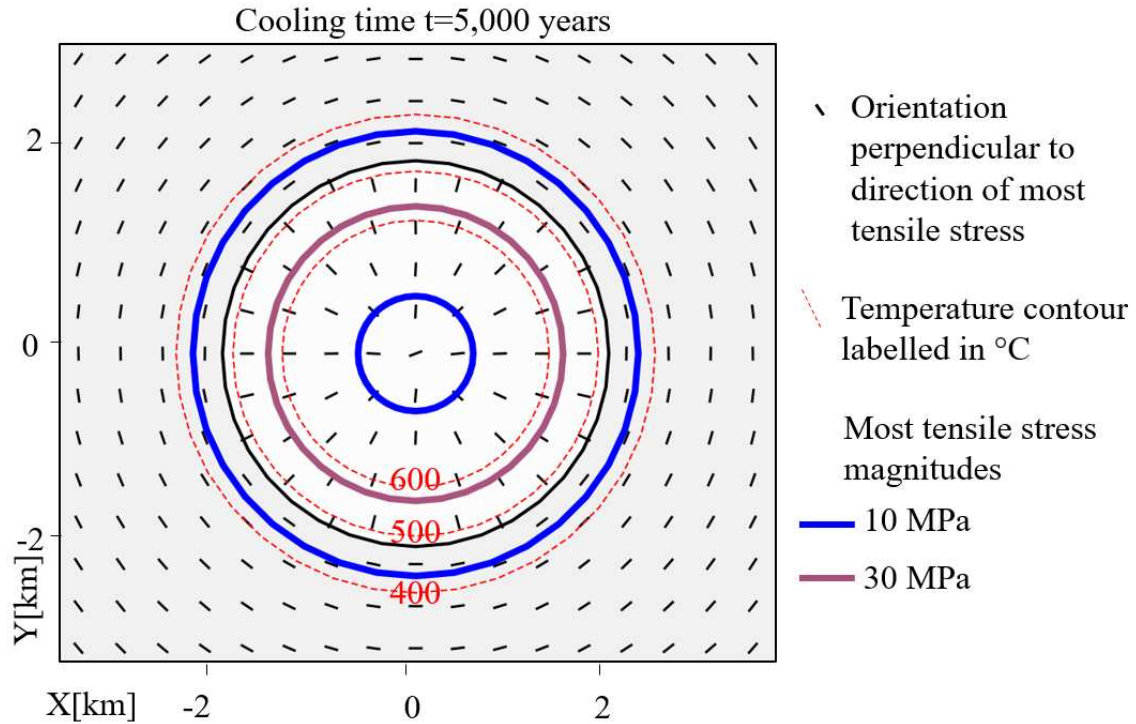 Cooling time t=5,000 years
2
0
-2
Y[km]
X[km]
-2
0
2
600
500
400
Orientation
perpendicular to
direction of most
tensile stress
Temperature contour
labelled in °C
Most tensile stress
magnitudes
10 MPa
30 MPa